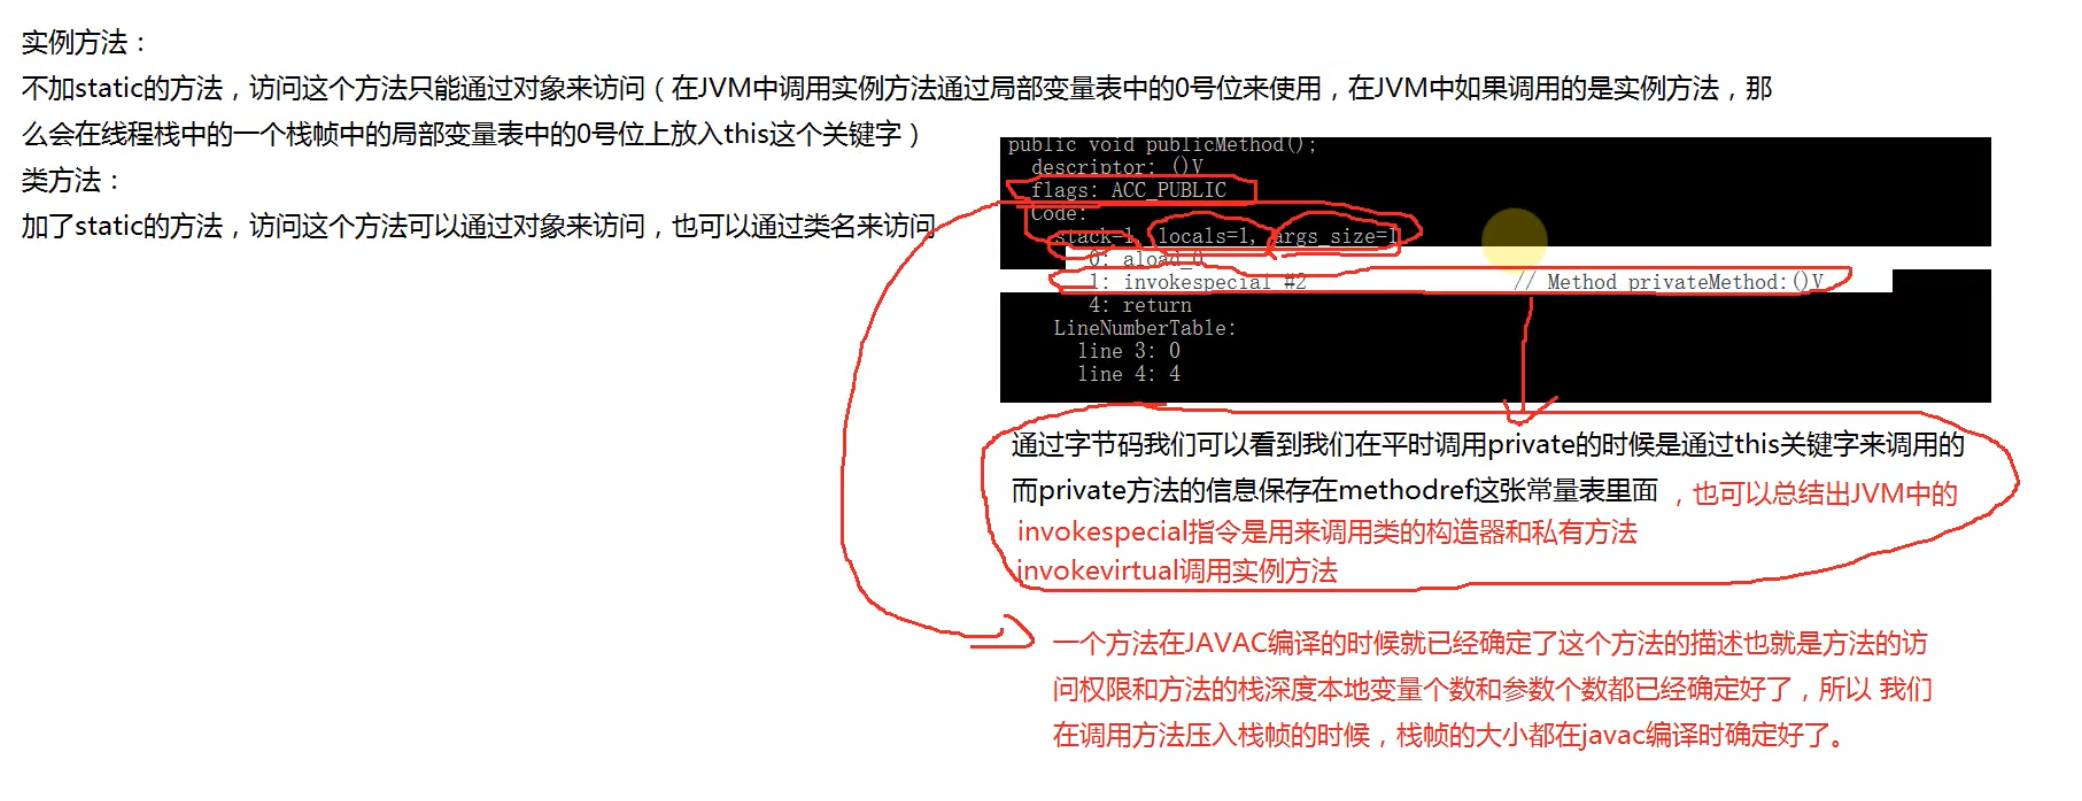 实例方法：
不加static的方法，访问这个方法只能通过对象来访问（在JVM中调用实例方法通过局部变量表中的0号位来使用，在JVM中如果调用的是实例方法，那
么会在线程栈中的一个栈帧中的局部变量表中的0号位上放入this这个关键字）
类方法：
加了static的方法，访问这个方法可以通过对象来访问，也可以通过类名来访问
public void publicMethod();
descriptor: ()V
flags: ACC_PUBLIC
Code:
stack=1, locals=1, args_size=1
0: aload_0
1: invokespecial #2 // Method privateMethod:()V
4: return
LineNumberTable:
line 3: 0
line 4: 4
通过字节码我们可以看到我们在平时调用private的时候是通过this关键字来调用的
而private方法的信息保存在methodref这张常量表里面，也可以总结出JVM中的
invokespecial指令是用来调用类的构造器和私有方法
invokevirtual调用实例方法
一个方法在JAVAC编译的时候就已经确定了这个方法的描述也就是方法的访
问权限和方法的栈深度本地变量个数和参数个数都已经确定好了，所以 我们
在调用方法压入栈帧的时候，栈帧的大小都在javac编译时确定好了。